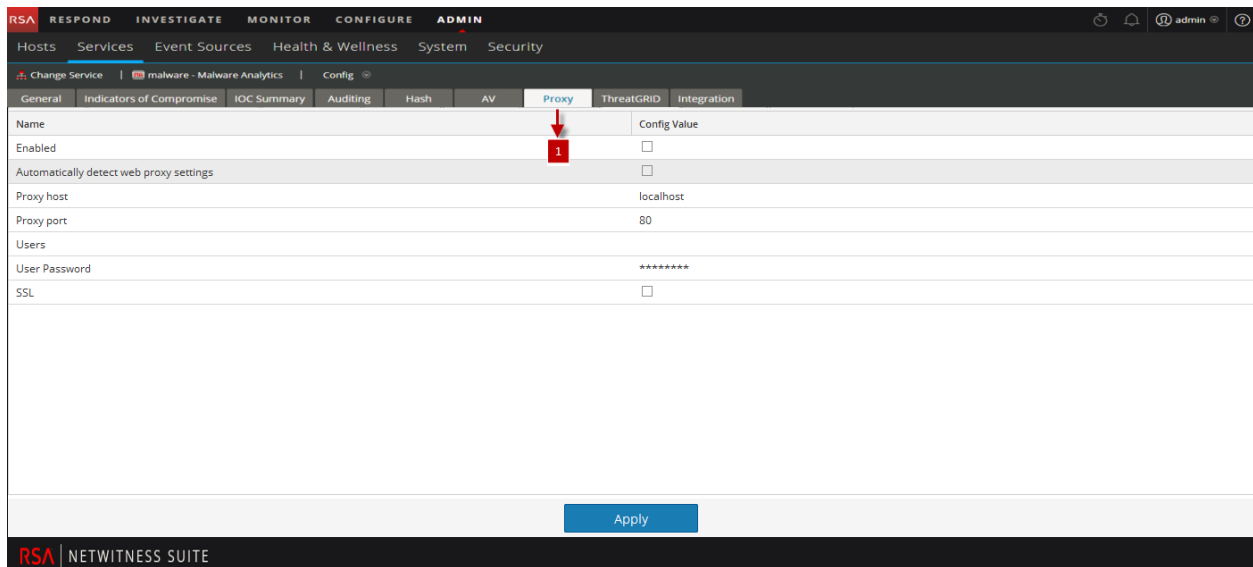 RSA RESPOND INVESTIGATE MONITOR CONFIGURE ADMIN admin ?
Hosts Services Event Sources Health & Wellness System Security
Change Service | malware - Malware Analytics | Config
General Indicators of Compromise IOC Summary Auditing Hash AV Proxy ThreatGRID Integration
Name Config Value
Enabled
1
Automatically detect web proxy settings
Proxy host localhost
Proxy port 80
Users
User Password ********
SSL
Apply
RSA | NETWITNESS SUITE